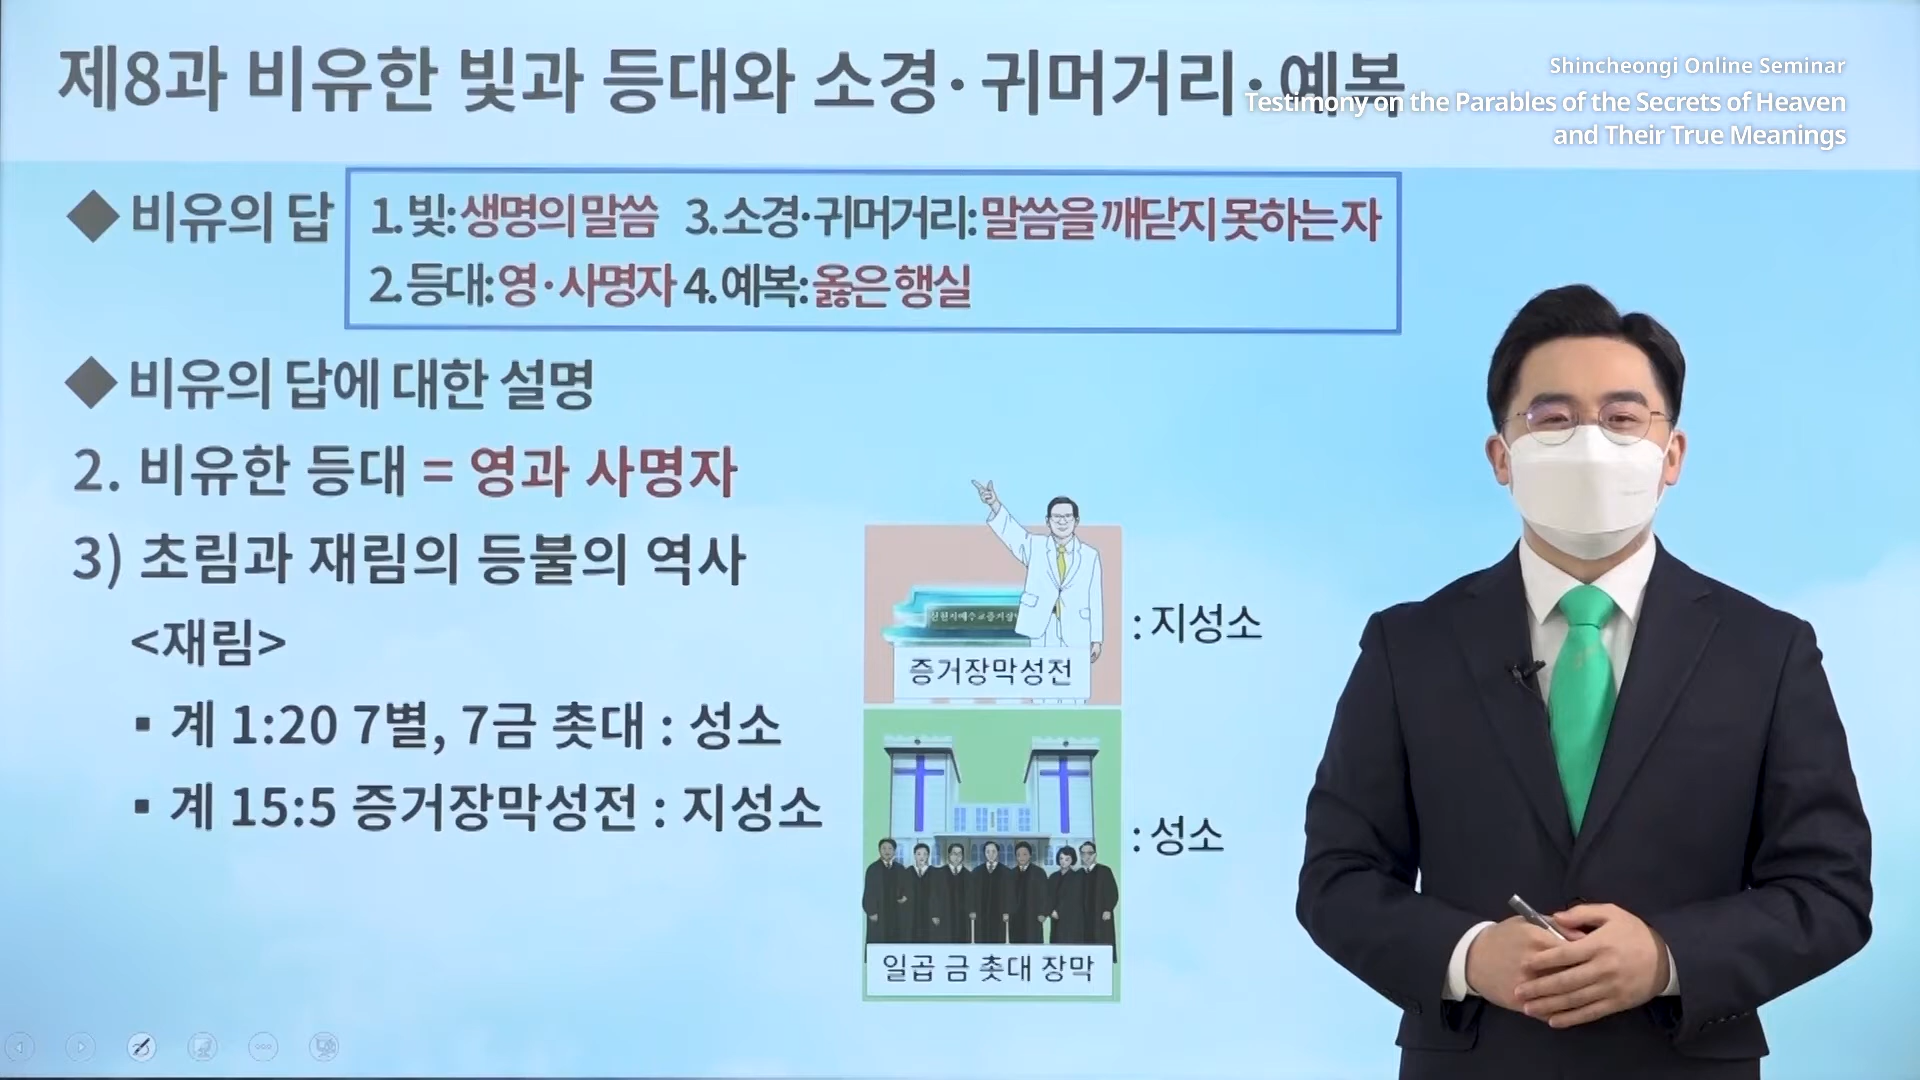 제8과 비유한 빛과 등대와 소경·귀머거리·예복
Shincheongi Online Seminar
Testimony on the Parables of the Secrets of Heaven
and Their True Meanings
◆ 비유의 답
1. 빛: 생명의 말씀 3. 소경·귀머거리: 말씀을 깨닫지 못하는 자
2. 등대: 영·사명자 4. 예복: 옳은 행실
◆ 비유의 답에 대한 설명
2. 비유한 등대 = 영과 사명자
3) 초림과 재림의 등불의 역사
<재림>
▪ 계 1:20 7별, 7금 촛대 : 성소
▪ 계 15:5 증거장막성전 : 지성소
증거장막성전
: 지성소
: 성소
일곱 금 촛대 장막